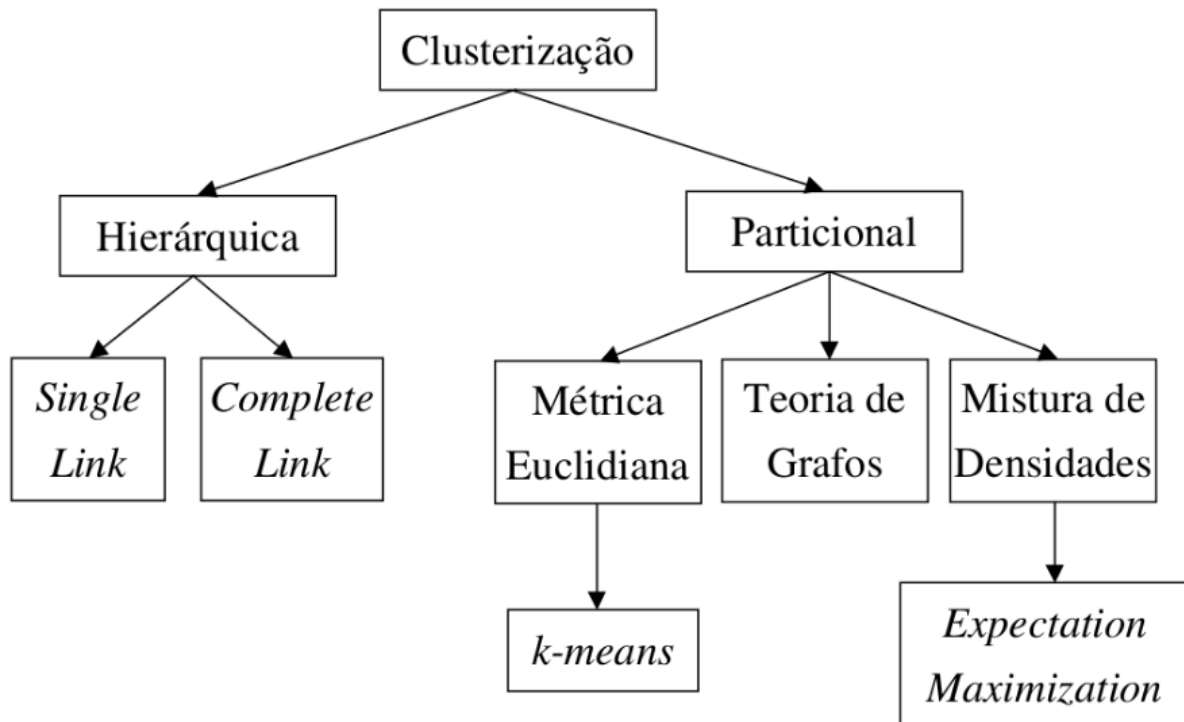 Clusterização
Hierárquica
Particional
Single
Link
Complete
Link
Métrica
Euclidiana
Teoria de
Grafos
Mistura de
Densidades
k-means
Expectation
Maximization